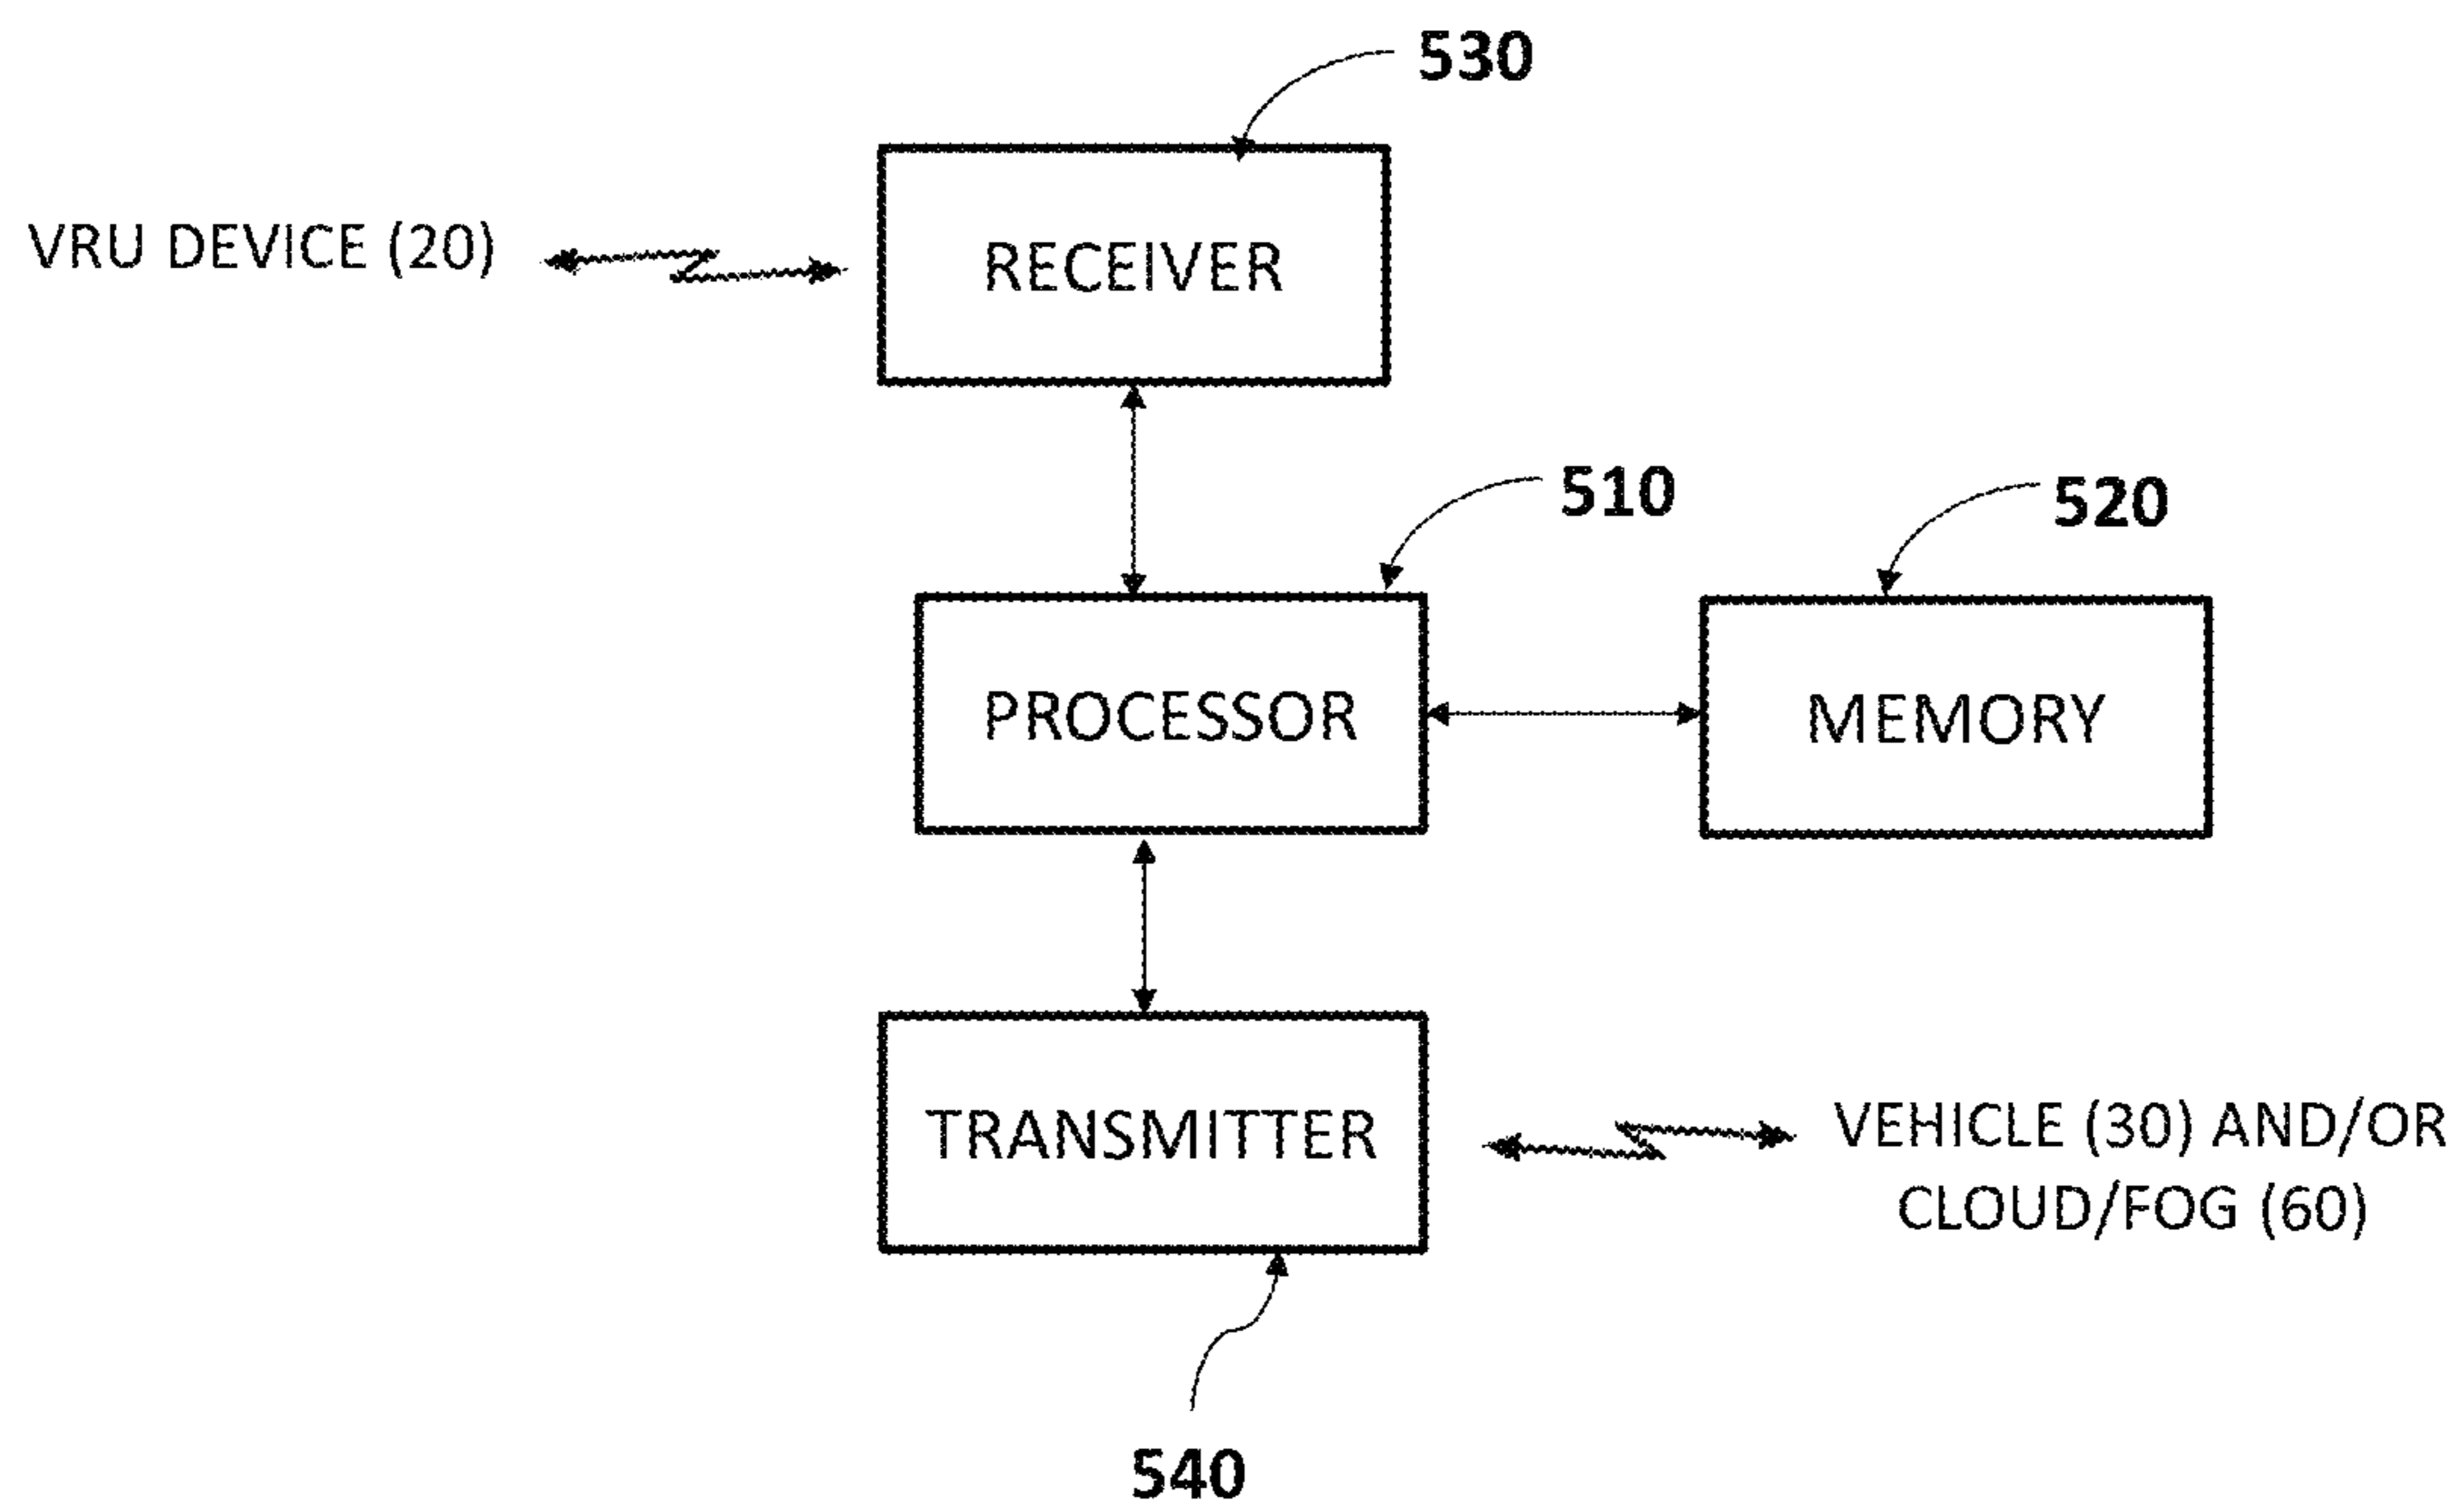 530
VRU DEVICE (20)
RECEIVER
510
520
PROCESSOR
MEMORY
TRANSMITTER
VEHICLE (30) AND/OR
CLOUD/FOG (60)
540